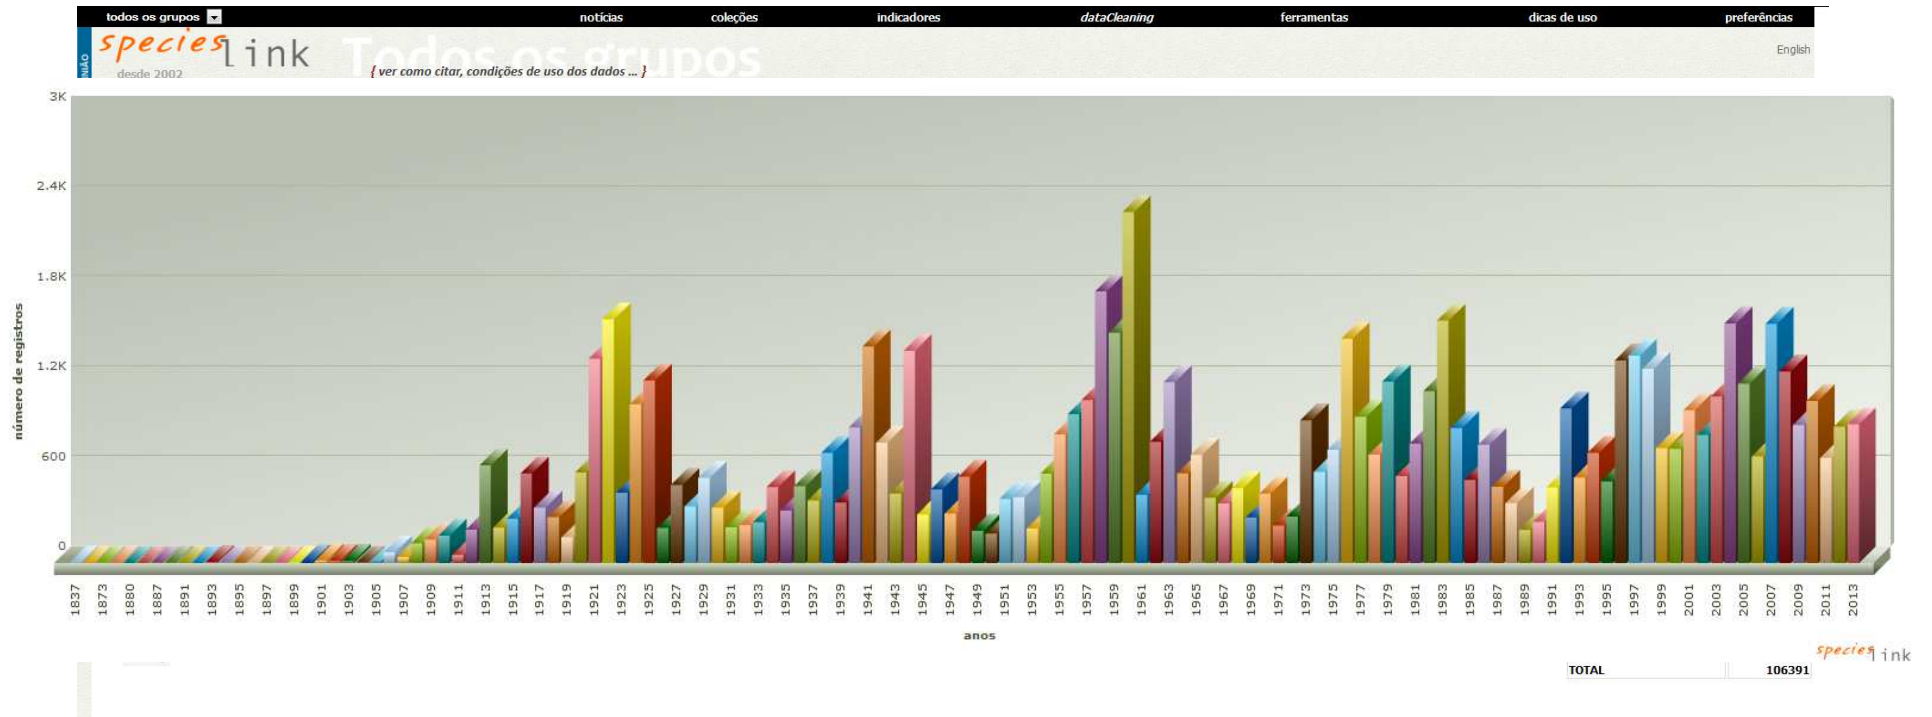 todos os grupos notícias coleções indicadores dataCleaning ferramentas dicas de uso preferências
specieslink
Todos os grupos
English
NIÃO
desde 2002
{ ver como citar, condições de uso dos dados ... }
3K
2.4K
1.8K
1.2K
600
0
número de registros
1837 1873 1880 1887 1891 1893 1895 1897 1899 1901 1903 1905 1907 1909 1911 1913 1915 1917 1919 1921 1923 1925 1927 1929 1931 1933 1935 1937 1939 1941 1943 1945 1947 1949 1951 1953 1955 1957 1959 1961 1963 1965 1967 1969 1971 1973 1975 1977 1979 1981 1983 1985 1987 1989 1991 1993 1995 1997 1999 2001 2003 2005 2007 2009 2011 2013
anos
specieslink
TOTAL 106391